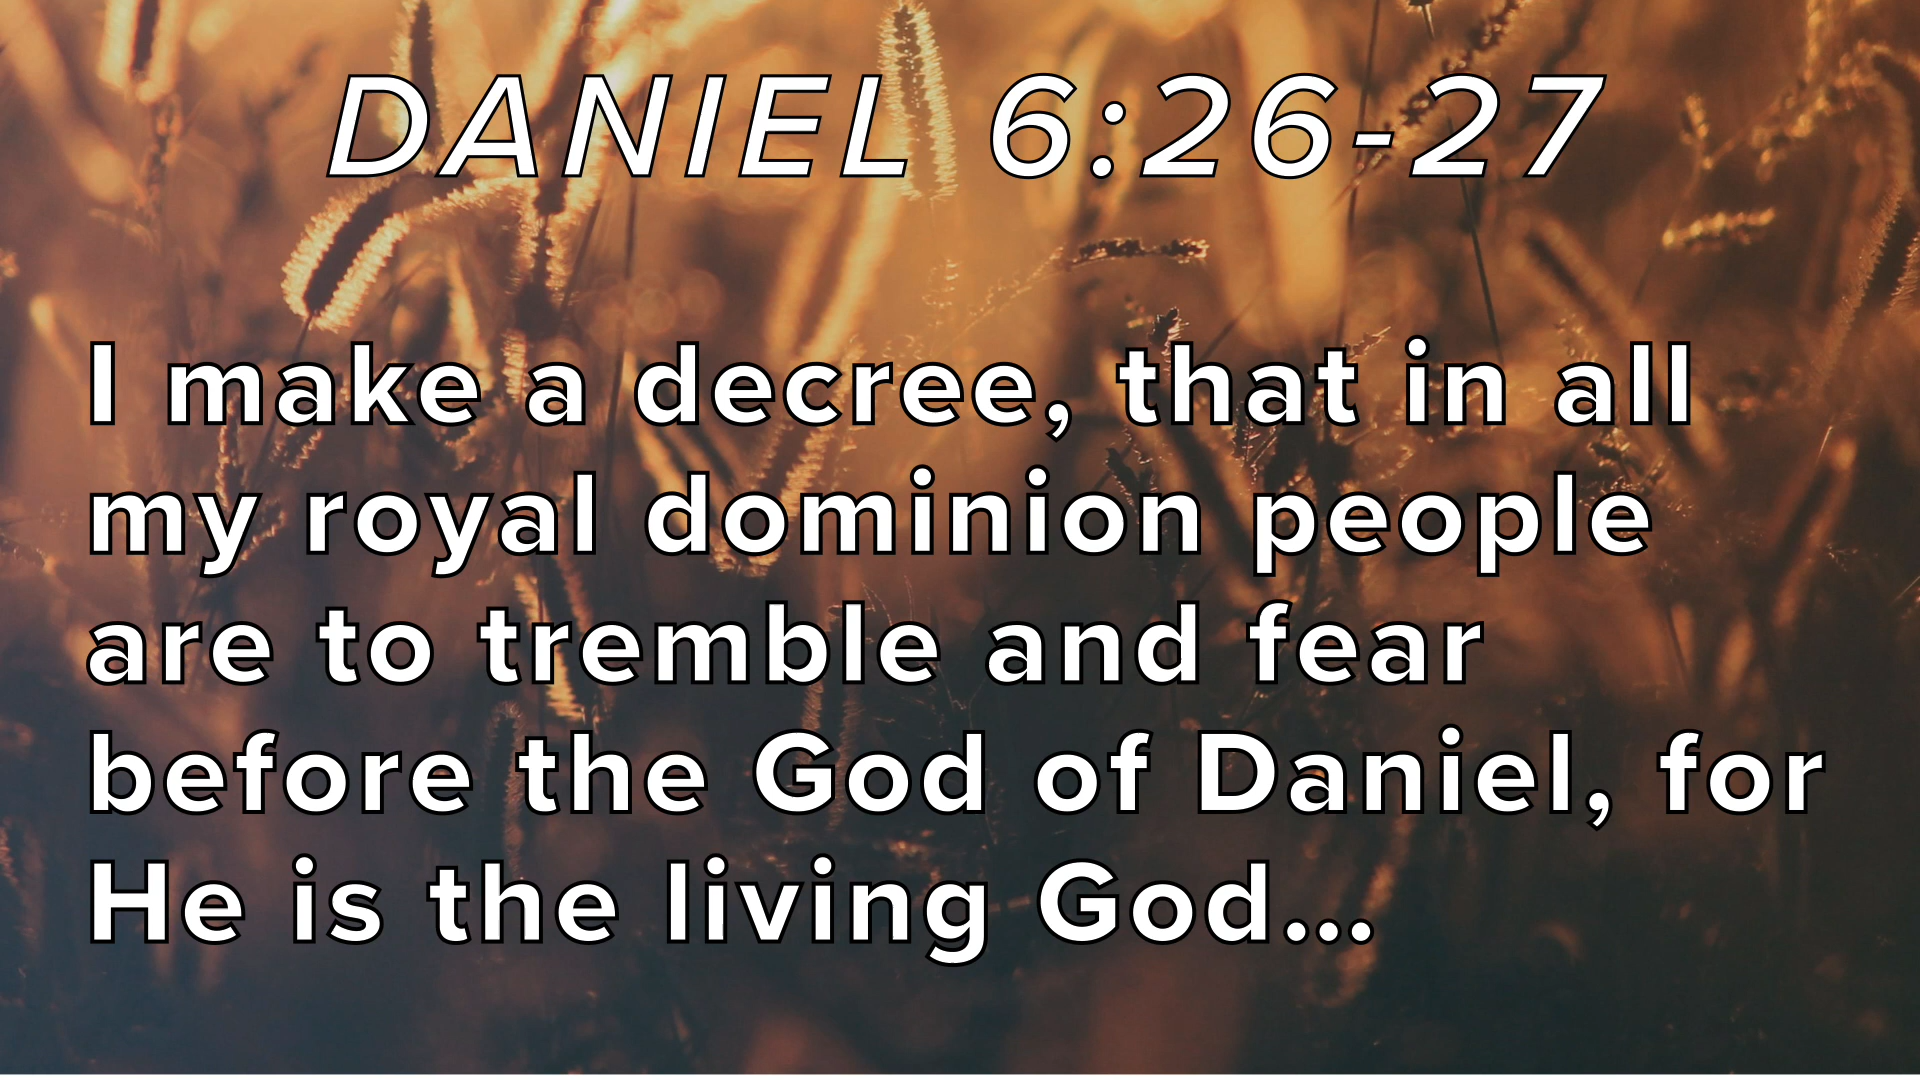 DANIEL 6:26-27
I make a decree, that in all
my royal dominion people
are to tremble and fear
before the God of Daniel, for
He is the living God...